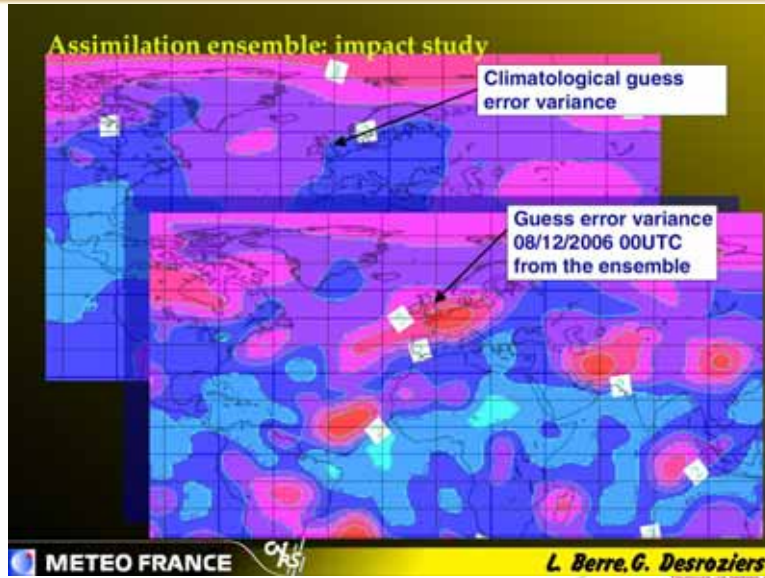 Assimilation ensemble: impact study
Climatological guess
error variance
Guess error variance
08/12/2006 00UTC
from the ensemble
METEO FRANCE
CNRS
L. Berre, G. Desroziers